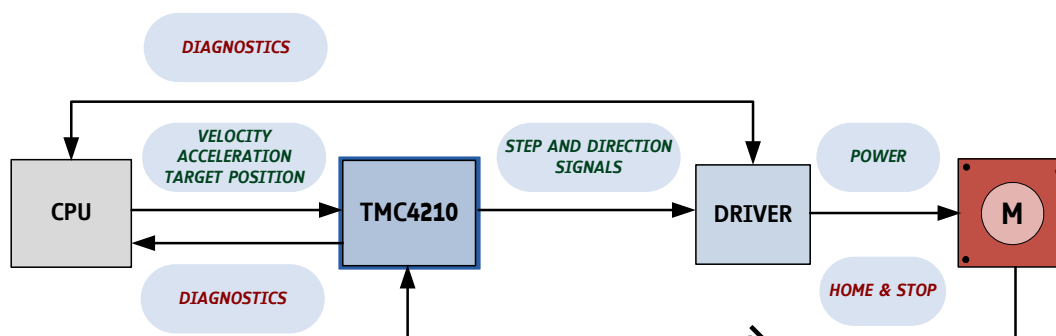 DIAGNOSTICS
VELOCITY
ACCELERATION
TARGET POSITION
STEP AND DIRECTION
SIGNALS
POWER
CPU
TMC4210
DRIVER
M
DIAGNOSTICS
HOME & STOP